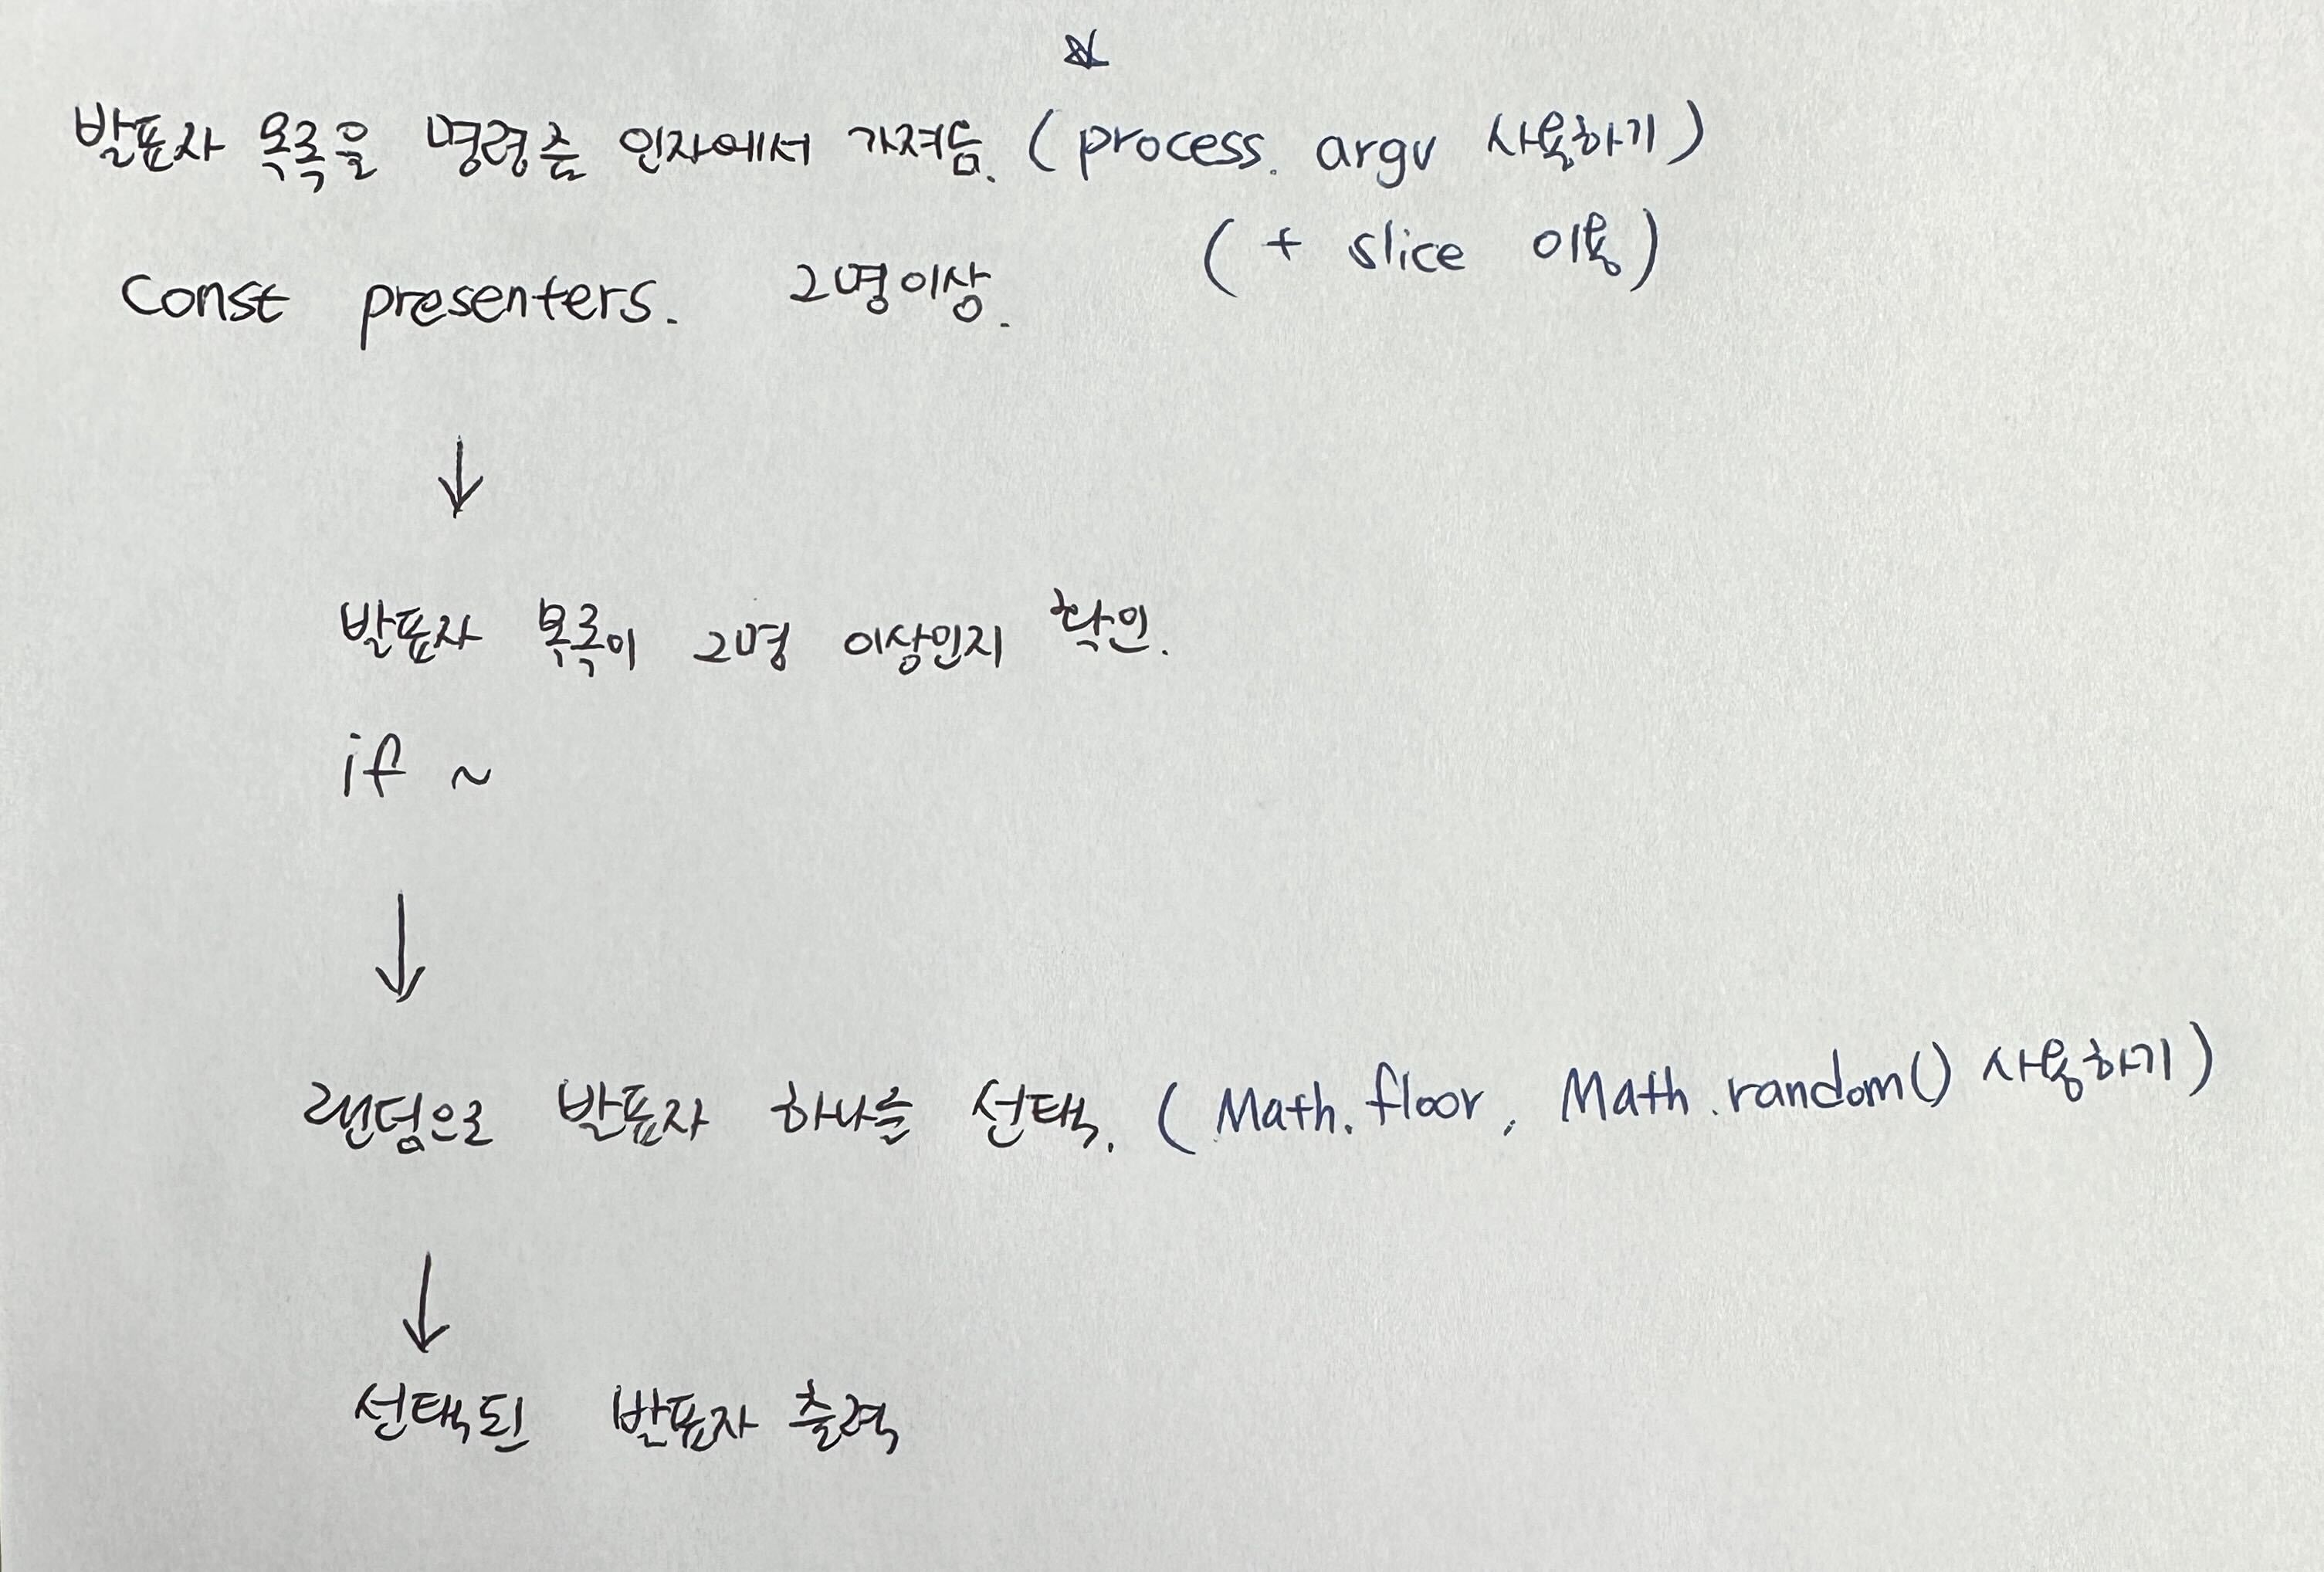 발표자 목록을 명령줄 인자에서 가져옴. (process. argv 사용하기)
(+ slice 이용)
const presenters. 2명이상.
발표자 목록이 2명 이상인지 확인.
if ~
랜덤으로 발표자 하나를 선택. (Math. floor, Math.random() 사용하기)
선택된 발표자 출력